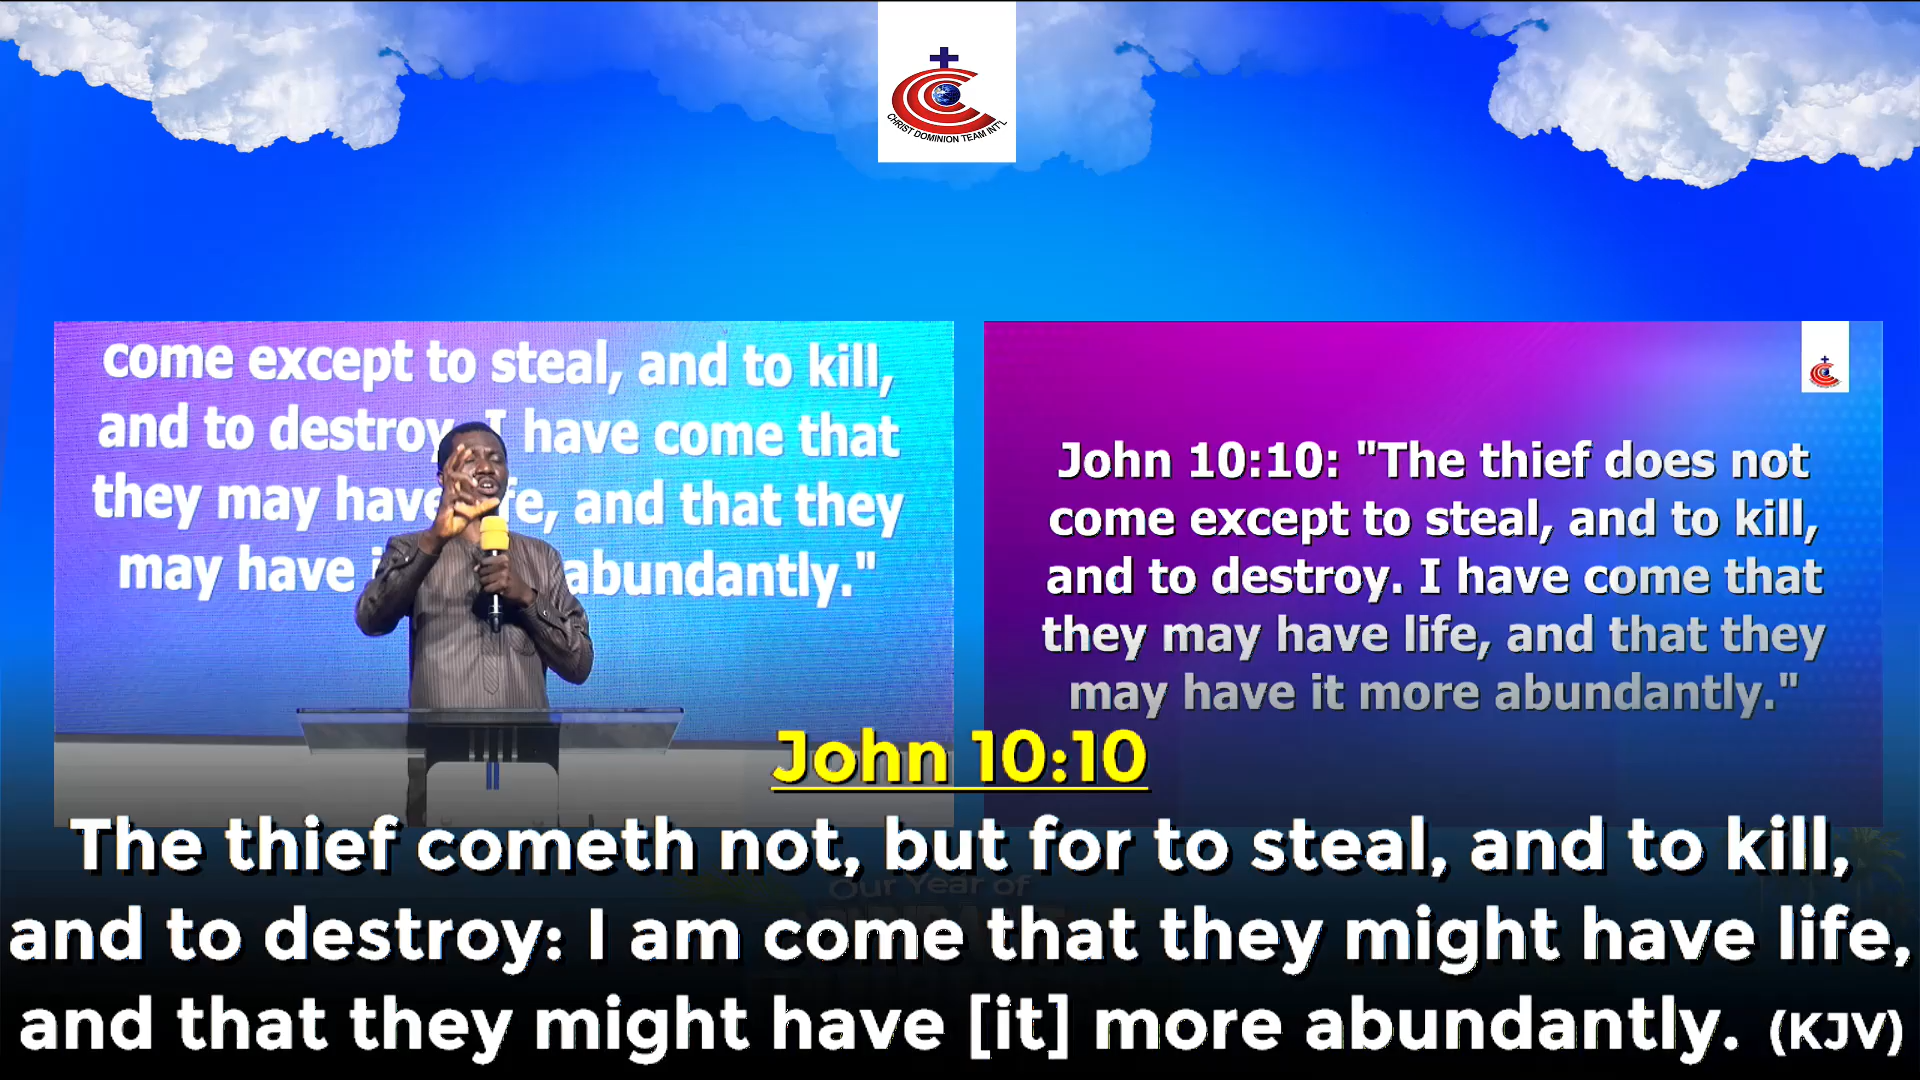 CHRIST DOMINION TEAM INT'L
come except to steal, and to kill,
and to destroy. I have come that
they may have life, and that they
may have abundantly."
John 10:10: "The thief does not
come except to steal, and to kill,
and to destroy. I have come that
they may have life, and that they
may have it more abundantly."
John 10:10
The thief cometh not, but for to steal, and to kill,
Our Year of
and to destroy: I am come that they might have life,
and that they might have [it] more abundantly. (KJV)